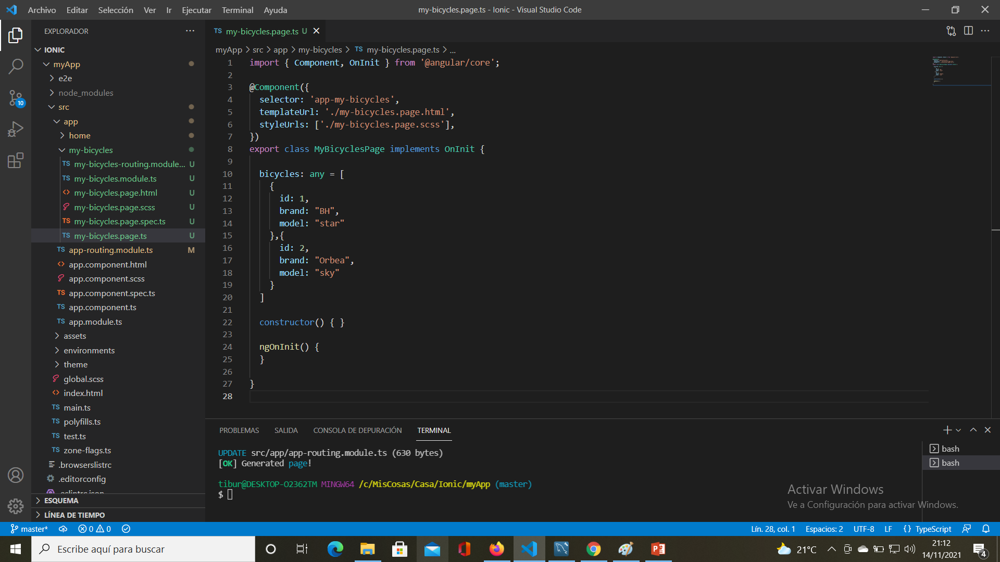 Archivo Editar Selección Ver Ir Ejecutar Terminal Ayuda
my-bicycles.page.ts - Ionic - Visual Studio Code
EXPLORADOR
IONIC
myApp
e2e
node_modules
src
app
home
my-bicycles
TS my-bicycles-routing.module... U
TS my-bicycles.module.ts U
<> my-bicycles.page.html U
my-bicycles.page.scss U
TS my-bicycles.page.spec.ts U
TS my-bicycles.page.ts U
TS app-routing.module.ts M
<> app.component.html
app.component.scss
TS app.component.spec.ts
TS app.component.ts
TS app.module.ts
assets
environments
theme
global.scss
<> index.html
TS main.ts
TS polyfills.ts
TS test.ts
TS zone-flags.ts
.browserslistrc
.editorconfig
.eslintrc.json
ESQUEMA
LÍNEA DE TIEMPO
10
TS my-bicycles.page.ts U
myApp > src > app > my-bicycles > TS my-bicycles.page.ts > ...
1 import { Component, OnInit } from '@angular/core';
2
3 @Component({
4 selector: 'app-my-bicycles',
5 templateUrl: './my-bicycles.page.html',
6 styleUrls: ['./my-bicycles.page.scss'],
7 })
8 export class MyBicyclesPage implements OnInit {
9
10 bicycles: any = [
11 {
12 id: 1,
13 brand: "BH",
14 model: "star"
15 },{
16 id: 2,
17 brand: "Orbea",
18 model: "sky"
19 }
20 ]
21
22 constructor() { }
23
24 ngOnInit() {
25 }
26
27 }
28
PROBLEMAS SALIDA CONSOLA DE DEPURACIÓN TERMINAL
UPDATE src/app/app-routing.module.ts (630 bytes)
[OK] Generated page!
tibur@DESKTOP-O2362TM MINGW64 /c/MisCosas/Casa/Ionic/myApp (master)
$
bash
bash
Activar Windows
Ve a Configuración para activar Windows.
master* 0 0
Lín. 28, col. 1 Espacios: 2 UTF-8 LF {} TypeScript
Escribe aquí para buscar
21°C
21:12
14/11/2021
4